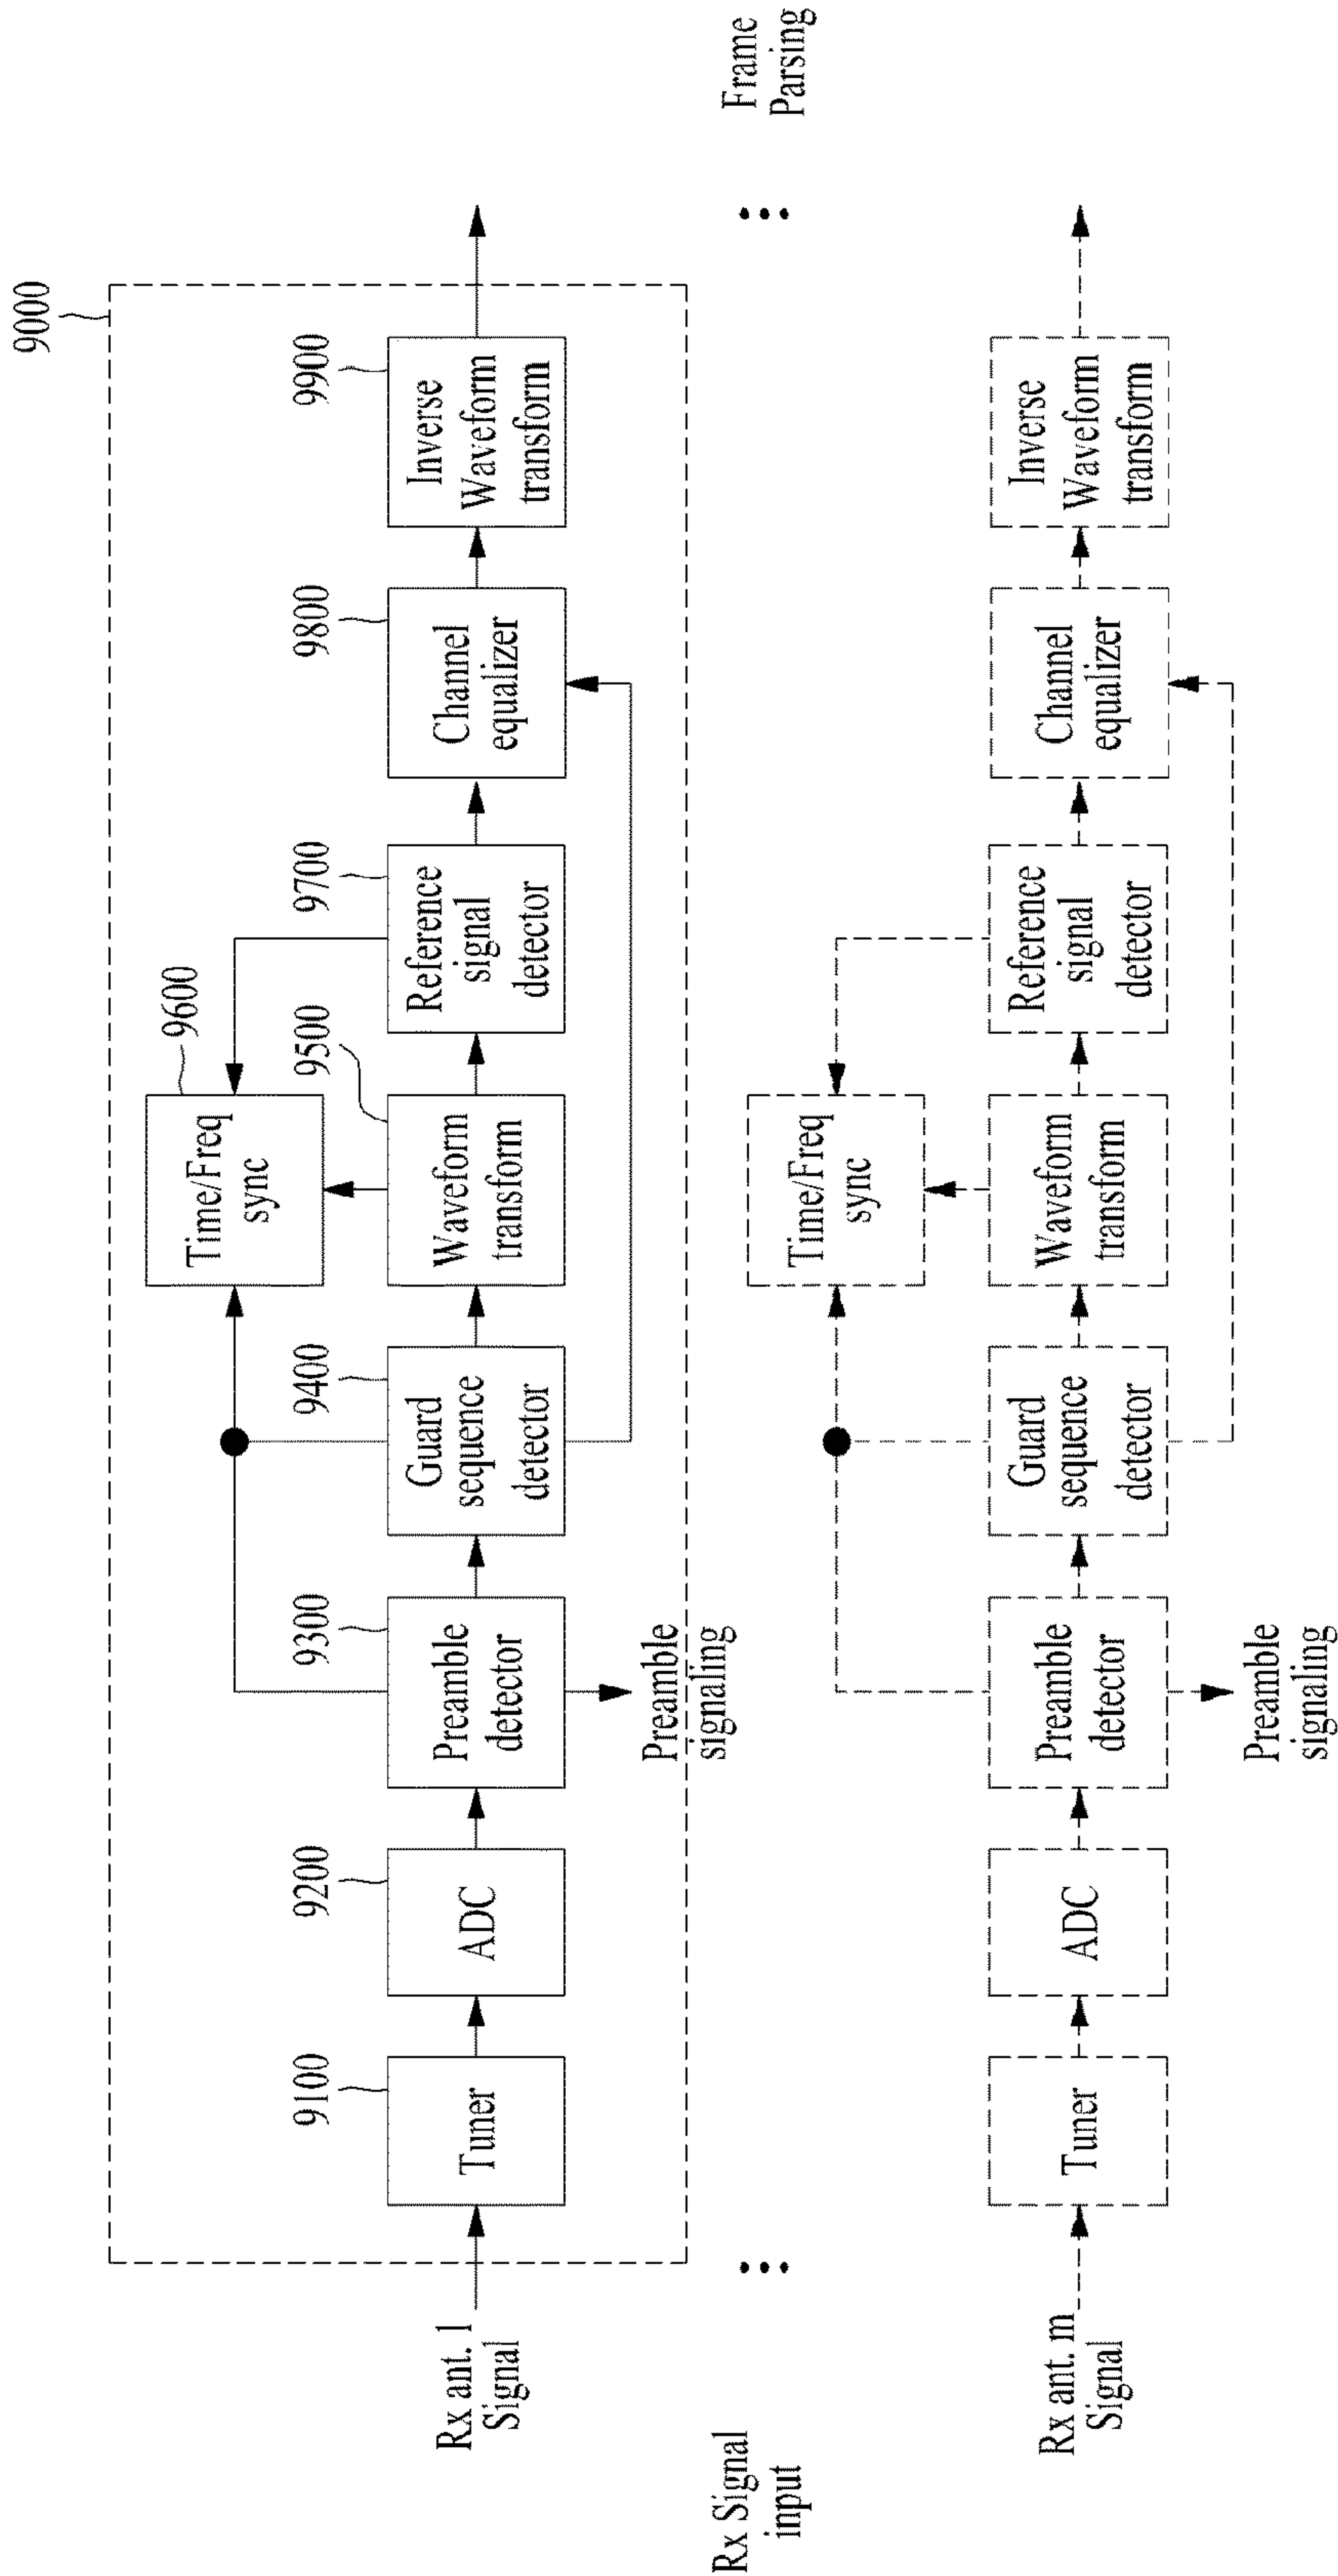 9000
9600
Time/Freq
sync
9100
9200
9300
9400
9500
9700
9800
9900
Rx ant. 1
Signal
Tuner
ADC
Preamble
detector
Guard
sequence
detector
Waveform
transform
Reference
signal
detector
Channel
equalizer
Inverse
Waveform
transform
Preamble
signaling
Rx Signal
input
Frame
Parsing
Time/Freq
sync
Rx ant. m
Signal
Tuner
ADC
Preamble
detector
Guard
sequence
detector
Waveform
transform
Reference
signal
detector
Channel
equalizer
Inverse
Waveform
transform
Preamble
signaling